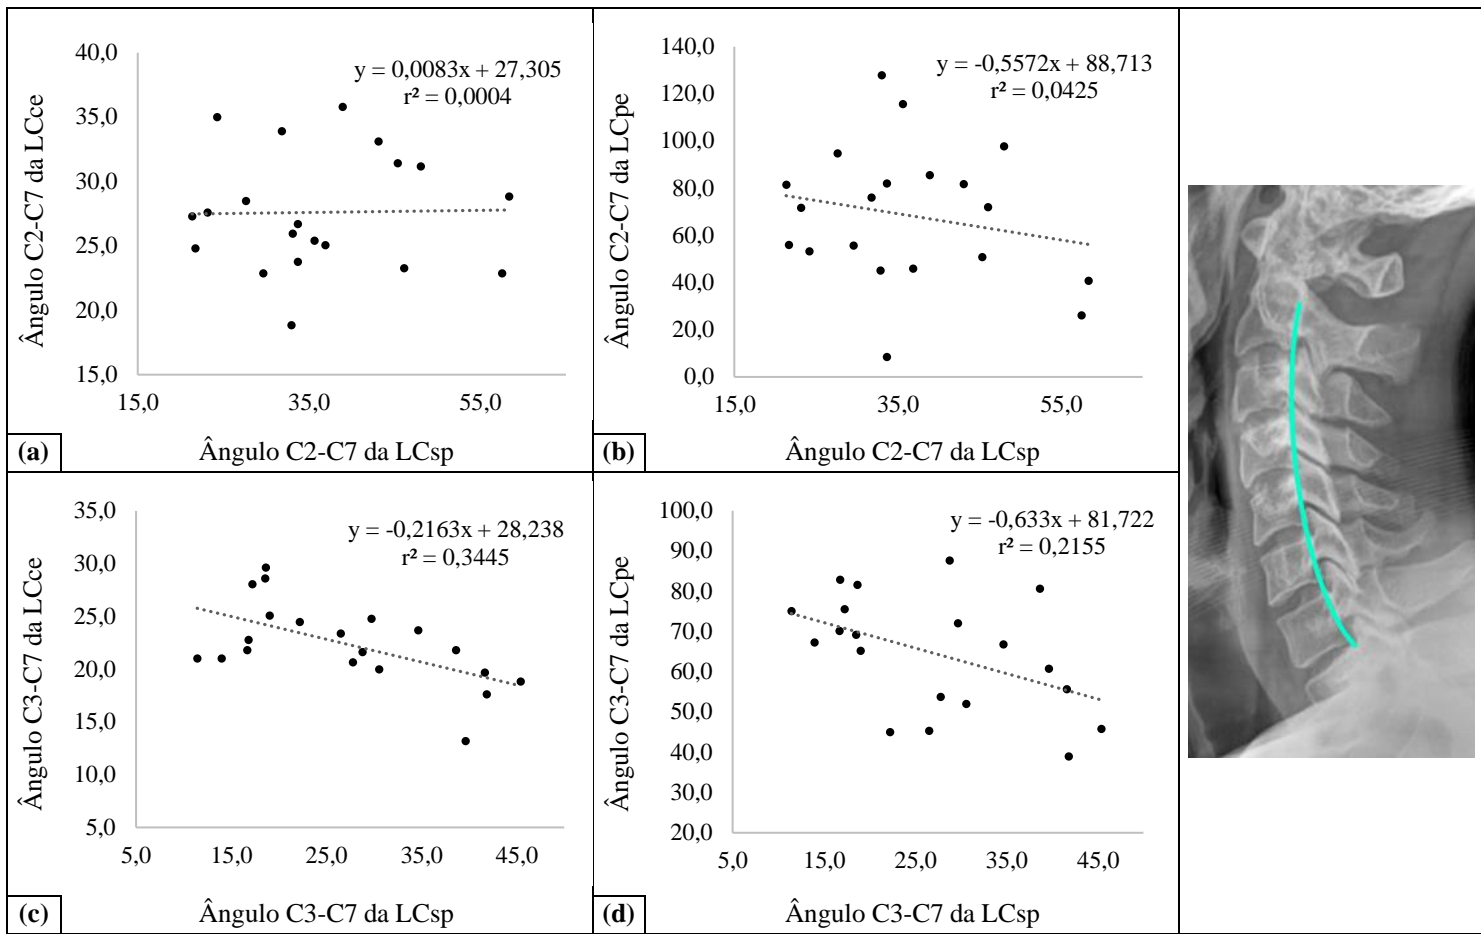 40,0
35,0
30,0
25,0
20,0
15,0
15,0 35,0 55,0
y = 0,0083x + 27,305
r² = 0,0004
Ângulo C2-C7 da LCce
Ângulo C2-C7 da LCsp
(a)
140,0
120,0
100,0
80,0
60,0
40,0
20,0
0,0
15,0 35,0 55,0
y = -0,5572x + 88,713
r² = 0,0425
Ângulo C2-C7 da LCpe
Ângulo C2-C7 da LCsp
(b)
35,0
30,0
25,0
20,0
15,0
10,0
5,0
5,0 15,0 25,0 35,0 45,0
y = -0,2163x + 28,238
r² = 0,3445
Ângulo C3-C7 da LCce
Ângulo C3-C7 da LCsp
(c)
100,0
90,0
80,0
70,0
60,0
50,0
40,0
30,0
20,0
5,0 15,0 25,0 35,0 45,0
y = -0,633x + 81,722
r² = 0,2155
Ângulo C3-C7 da LCpe
Ângulo C3-C7 da LCsp
(d)